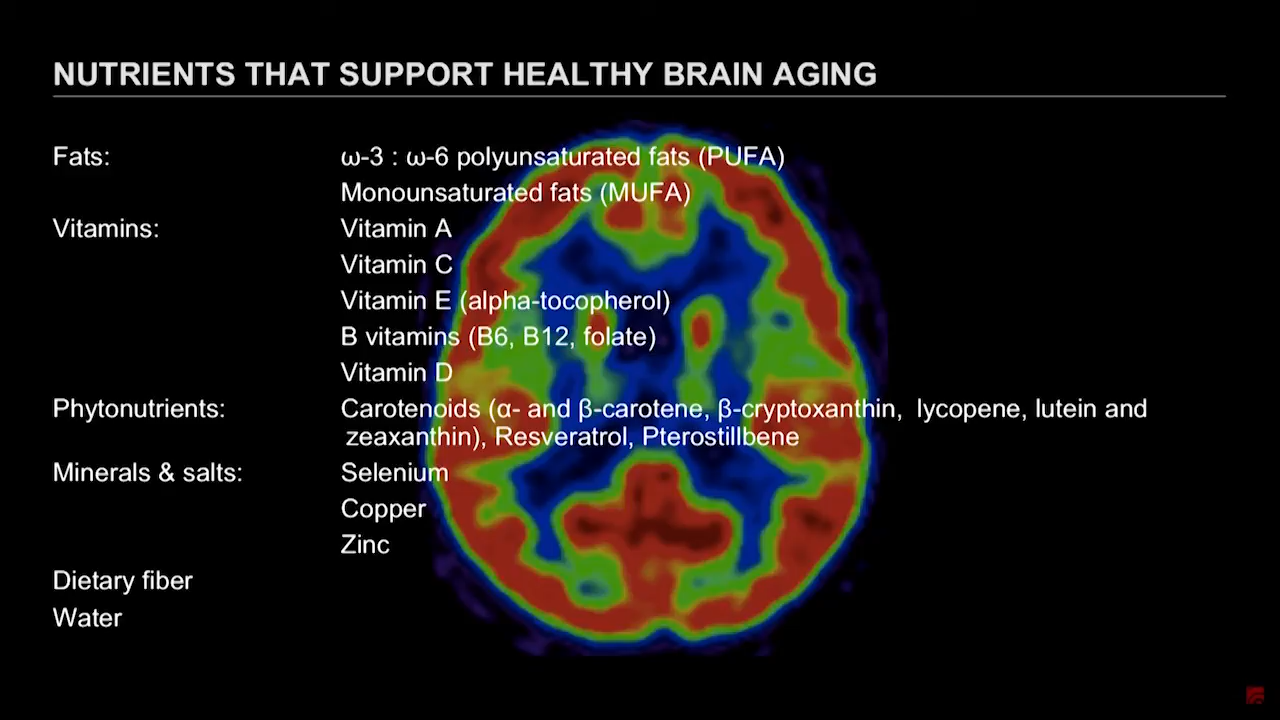 NUTRIENTS THAT SUPPORT HEALTHY BRAIN AGING
Fats: ω-3 : ω-6 polyunsaturated fats (PUFA)
Monounsaturated fats (MUFA)
Vitamins: Vitamin A
Vitamin C
Vitamin E (alpha-tocopherol)
B vitamins (B6, B12, folate)
Vitamin D
Phytonutrients: Carotenoids (α- and β-carotene, β-cryptoxanthin, lycopene, lutein and
zeaxanthin), Resveratrol, Pterostillbene
Minerals & salts: Selenium
Copper
Zinc
Dietary fiber
Water